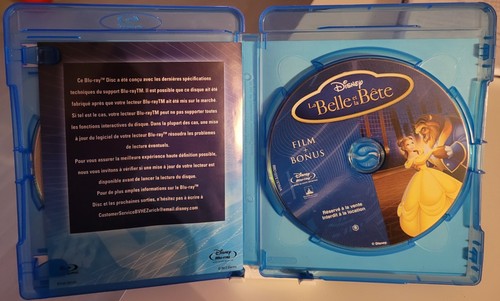 Ce Blu-ray™ Disc a été conçu avec les dernières spécifications
techniques du support Blu-rayTM. Il est possible que ce disque ait été
fabriqué après que votre lecteur Blu-rayTM ait été mis sur le marche.
Si tel est le cas, votre lecteur Blu-ray™ peut ne pas supporter toutes
les fonctions interactives du disque. Dans la plupart des cas, une mise
à jour du logiciel de votre lecteur Blu-ray™ résoudra les problèmes
de lecture éventuels.
Pour vous assurer la meilleure expérience haute définition possible,
nous vous invitons à vérifier si une mise à jour de votre lecteur est
disponible avant de lancer la lecture du disque.
Pour de plus amples informations sur le Blu-ray™
Disc et les prochaines sorties, n'hésitez pas à écrire à
CustomerServiceBVHEZurich@email.disney.com
Disney
Blu-ray
Disney
La Belle et la Bête
FILM
+
BONUS
Disney
Blu-ray
Réservé à la vente
Interdit à la location
© Disney